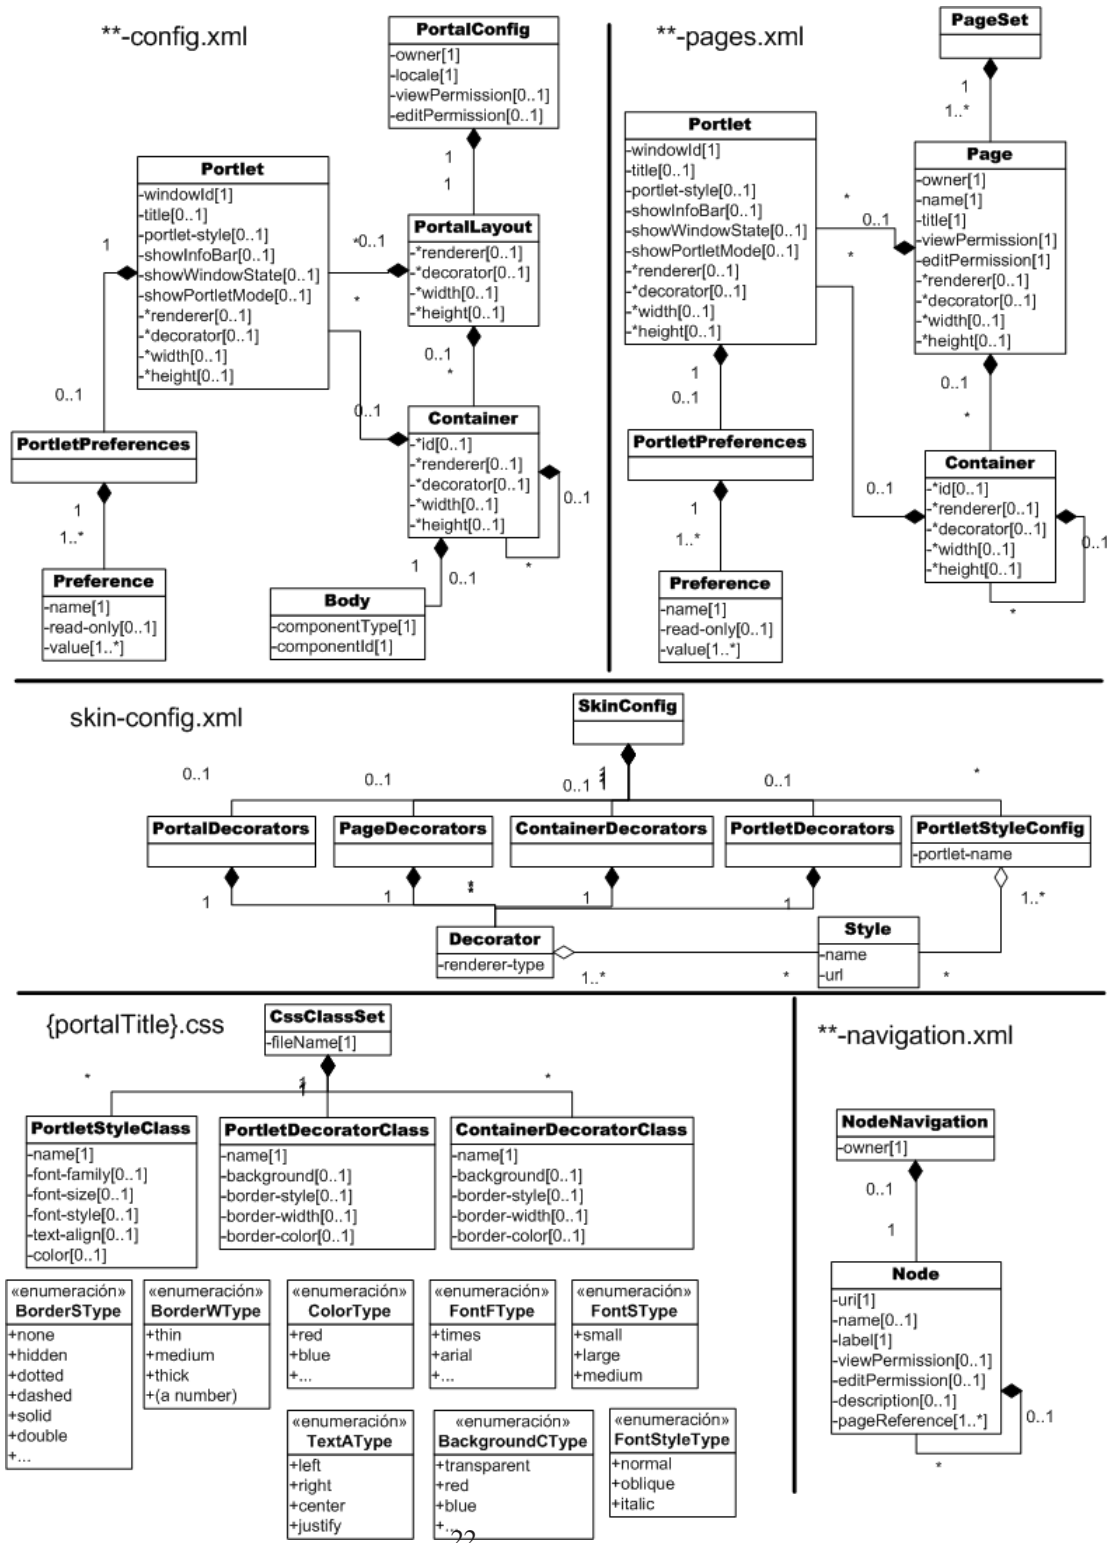 **-config.xml
PortalConfig
-owner[1]
-locale[1]
-viewPermission[0..1]
-editPermission[0..1]
1
1
Portlet
-windowId[1]
-title[0..1]
-portlet-style[0..1]
-showInfoBar[0..1]
-showWindowState[0..1]
-showPortletMode[0..1]
-*renderer[0..1]
-*decorator[0..1]
-*width[0..1]
-*height[0..1]
1
0..1
*
0..1
*
PortalLayout
-*renderer[0..1]
-*decorator[0..1]
-*width[0..1]
-*height[0..1]
0..1
*
0..1
Container
-*id[0..1]
-*renderer[0..1]
-*decorator[0..1]
-*width[0..1]
-*height[0..1]
0..1
*
1
0..1
PortletPreferences
1
1..*
Preference
-name[1]
-read-only[0..1]
-value[1..*]
Body
-componentType[1]
-componentId[1]
**-pages.xml
PageSet
1
1..*
Portlet
-windowId[1]
-title[0..1]
-portlet-style[0..1]
-showInfoBar[0..1]
-showWindowState[0..1]
-showPortletMode[0..1]
-*renderer[0..1]
-*decorator[0..1]
-*width[0..1]
-*height[0..1]
*
0..1
*
Page
-owner[1]
-name[1]
-title[1]
-viewPermission[1]
-editPermission[1]
-*renderer[0..1]
-*decorator[0..1]
-*width[0..1]
-*height[0..1]
1
0..1
0..1
*
PortletPreferences
1
1..*
0..1
Container
-*id[0..1]
-*renderer[0..1]
-*decorator[0..1]
-*width[0..1]
-*height[0..1]
0..1
*
Preference
-name[1]
-read-only[0..1]
-value[1..*]
skin-config.xml
SkinConfig
0..1
0..1
0..1
1
0..1
*
PortalDecorators
PageDecorators
ContainerDecorators
PortletDecorators
PortletStyleConfig
-portlet-name
1
1
*
1
1
1..*
Decorator
-renderer-type
1..*
*
Style
-name
-url
*
{portalTitle}.css
CssClassSet
-fileName[1]
*
1
*
PortletStyleClass
-name[1]
-font-family[0..1]
-font-size[0..1]
-font-style[0..1]
-text-align[0..1]
-color[0..1]
PortletDecoratorClass
-name[1]
-background[0..1]
-border-style[0..1]
-border-width[0..1]
-border-color[0..1]
ContainerDecoratorClass
-name[1]
-background[0..1]
-border-style[0..1]
-border-width[0..1]
-border-color[0..1]
«enumeración»
BorderSType
+none
+hidden
+dotted
+dashed
+solid
+double
+...
«enumeración»
BorderWType
+thin
+medium
+thick
+(a number)
«enumeración»
ColorType
+red
+blue
+...
«enumeración»
FontFType
+times
+arial
+...
«enumeración»
FontSType
+small
+large
+medium
«enumeración»
TextAType
+left
+right
+center
+justify
«enumeración»
BackgroundCType
+transparent
+red
+blue
+...
«enumeración»
FontStyleType
+normal
+oblique
+italic
**-navigation.xml
NodeNavigation
-owner[1]
0..1
1
Node
-uri[1]
-name[0..1]
-label[1]
-viewPermission[0..1]
-editPermission[0..1]
-description[0..1]
-pageReference[1..*]
0..1
*
22